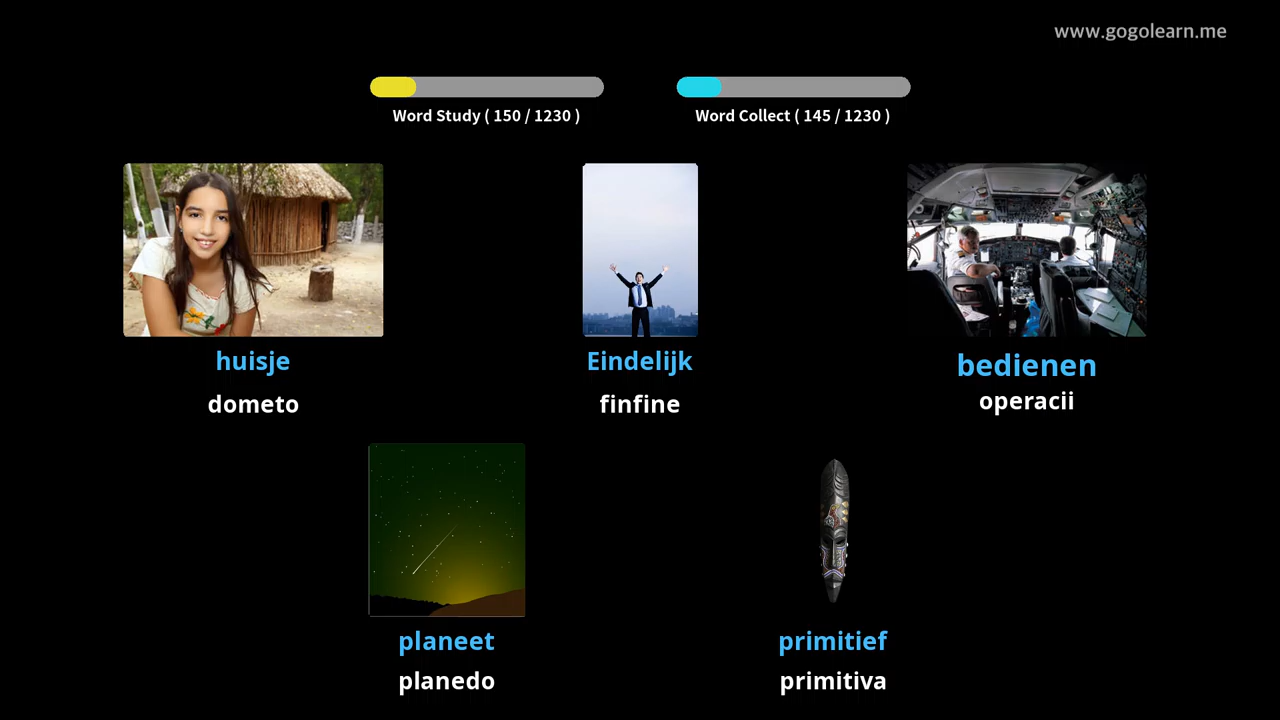 www.gogolearn.me
Word Study ( 150 / 1230 )
Word Collect ( 145 / 1230 )
huisje
Eindelijk
bedienen
dometo
finfine
operacii
planeet
primitief
planedo
primitiva